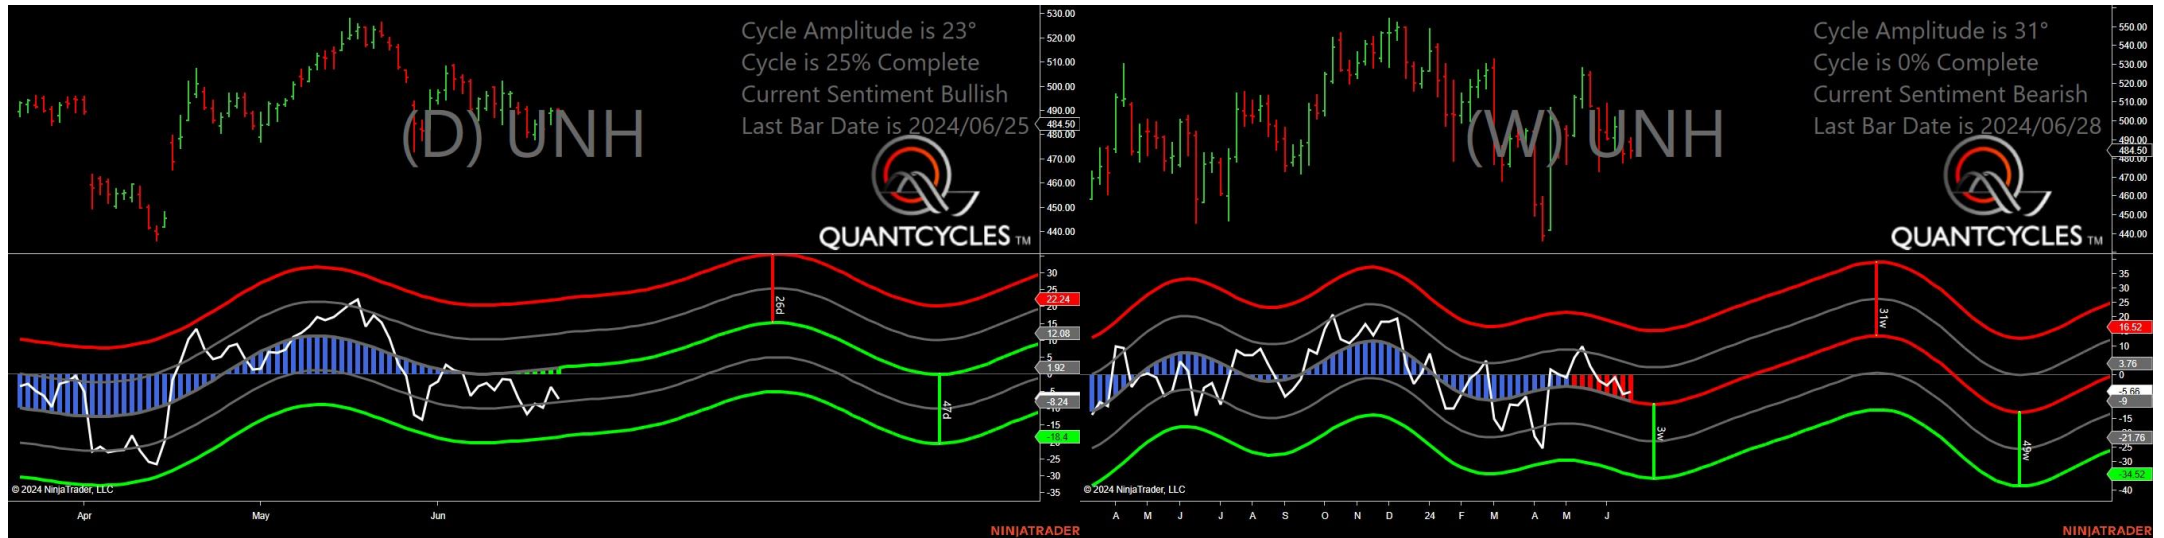 Cycle Amplitude is 23°
Cycle is 25% Complete
Current Sentiment Bullish
Last Bar Date is 2024/06/25
(D) UNH
QUANTCYCLES TM
530.00
520.00
510.00
500.00
490.00
484.50
480.00
470.00
460.00
450.00
440.00
30
25
22.24
20
15
12.08
10
5
1.92
-5
-8.24
-10
-15
-18.4
-25
-30
-35
26d
47d
© 2024 NinjaTrader, LLC
Apr
May
Jun
NINJATRADER
Cycle Amplitude is 31°
Cycle is 0% Complete
Current Sentiment Bearish
Last Bar Date is 2024/06/28
(W) UNH
QUANTCYCLES TM
550.00
540.00
530.00
520.00
510.00
500.00
490.00
484.50
480.00
470.00
460.00
450.00
440.00
35
30
25
20
16.52
10
3.76
0
-5.66
-9
-15
-21.76
-25
-30
-34.52
-40
31w
3w
49w
© 2024 NinjaTrader, LLC
A M J J A S O N D 24 F M A M J
NINJATRADER